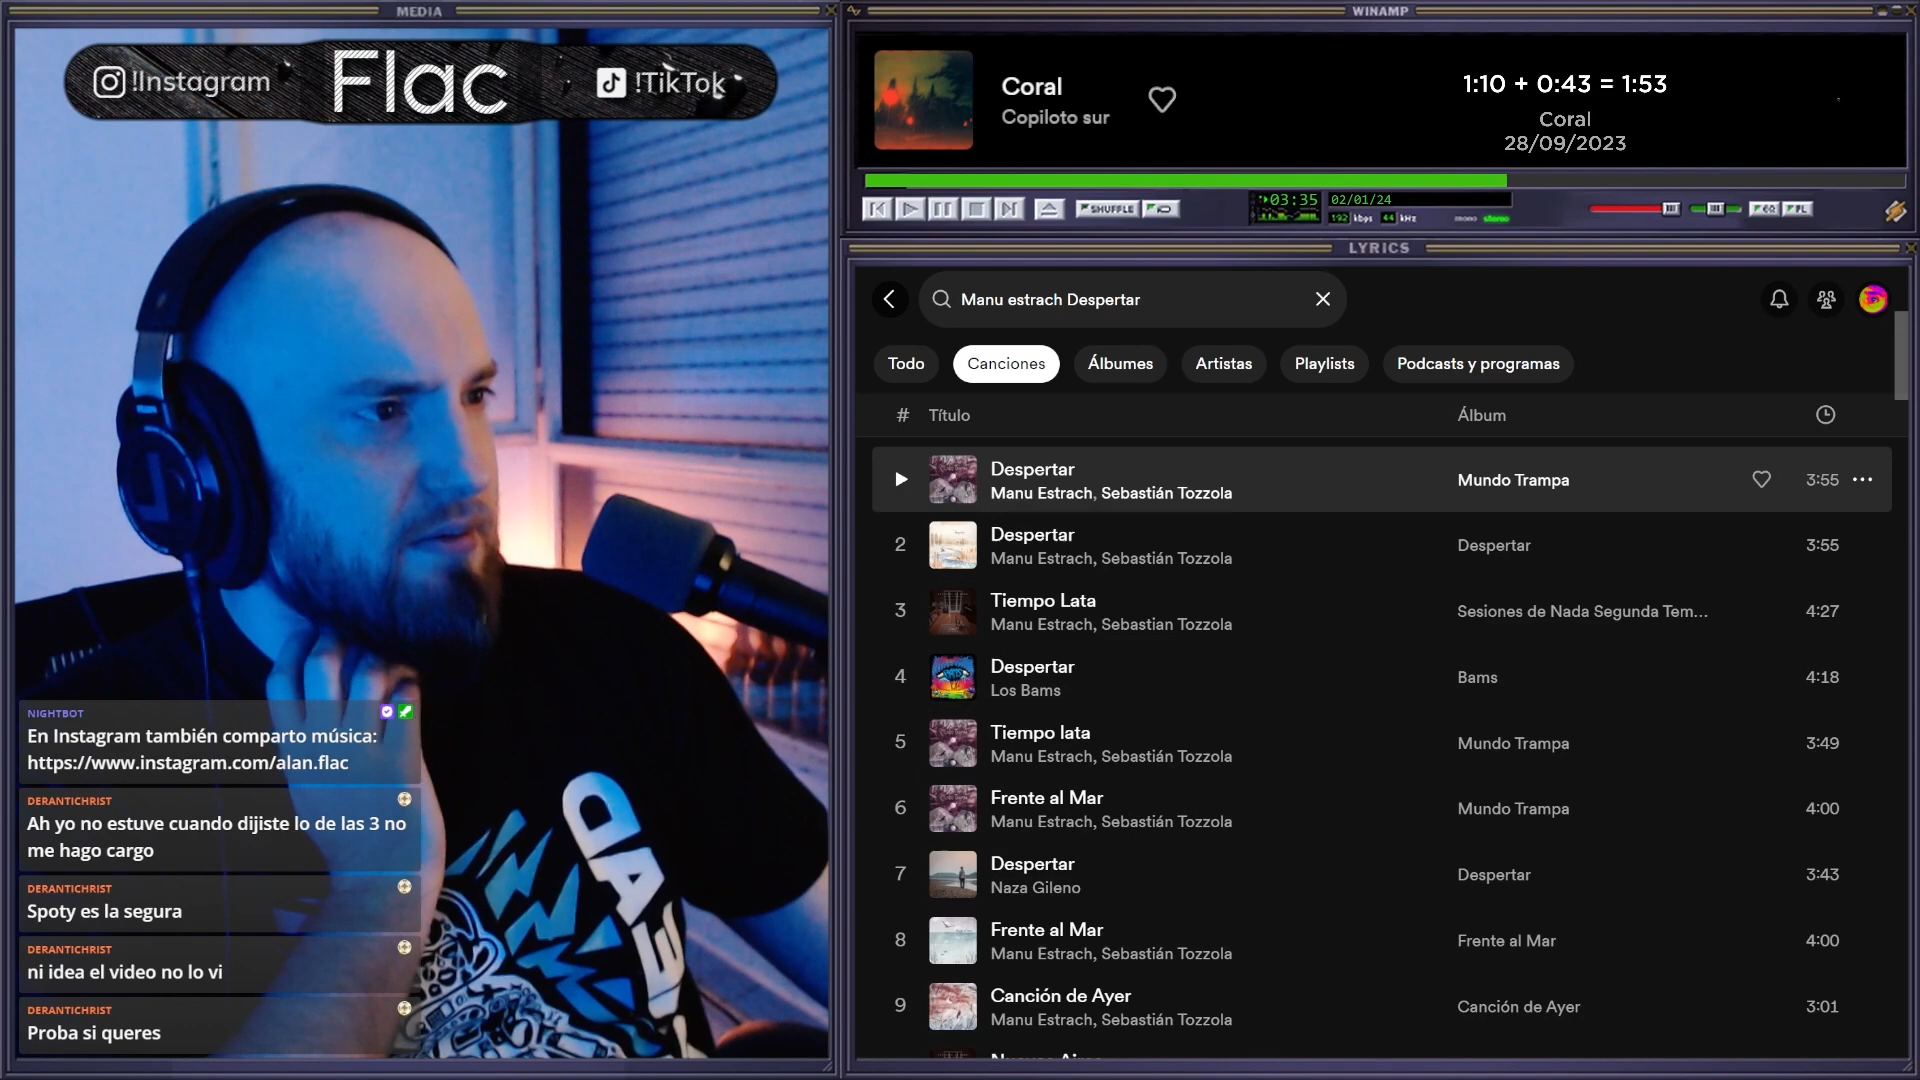 MEDIA
!Instagram
Flac
!TikTok
NIGHTBOT
En Instagram también comparto música:
https://www.instagram.com/alan.flac
DERANTICHRIST
Ah yo no estuve cuando dijiste lo de las 3 no
me hago cargo
DERANTICHRIST
Spoty es la segura
DERANTICHRIST
ni idea el video no lo vi
DERANTICHRIST
Proba si queres
WINAMP
Coral
Copiloto sur
1:10 + 0:43 = 1:53
Coral
28/09/2023
SHUFFLE
03:35
02/01/24
192 kbps 44 kHz
mono stereo
EQ
PL
LYRICS
Manu estrach Despertar
Todo
Canciones
Álbumes
Artistas
Playlists
Podcasts y programas
# Título Álbum
Despertar
Manu Estrach, Sebastián Tozzola
Mundo Trampa
3:55
2
Despertar
Manu Estrach, Sebastián Tozzola
Despertar
3:55
3
Tiempo Lata
Manu Estrach, Sebastian Tozzola
Sesiones de Nada Segunda Tem...
4:27
4
Despertar
Los Bams
Bams
4:18
5
Tiempo lata
Manu Estrach, Sebastián Tozzola
Mundo Trampa
3:49
6
Frente al Mar
Manu Estrach, Sebastián Tozzola
Mundo Trampa
4:00
7
Despertar
Naza Gileno
Despertar
3:43
8
Frente al Mar
Manu Estrach, Sebastián Tozzola
Frente al Mar
4:00
9
Canción de Ayer
Manu Estrach, Sebastián Tozzola
Canción de Ayer
3:01